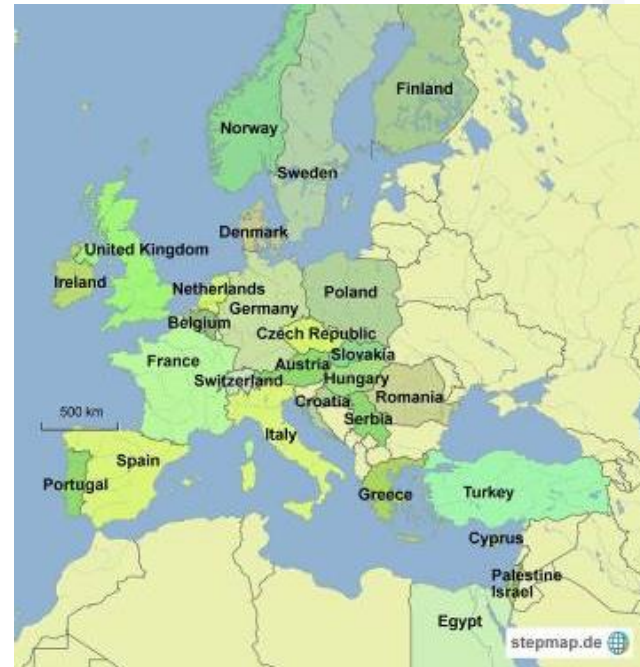 Finland
Norway
Sweden
Denmark
United Kingdom
Ireland
Netherlands
Germany
Poland
Belgium
Czech Republic
France
Slovakia
Austria
Switzerland
Hungary
Croatia
Romania
500 km
Serbia
Italy
Spain
Portugal
Greece
Turkey
Cyprus
Palestine
Israel
Egypt
stepmap.de